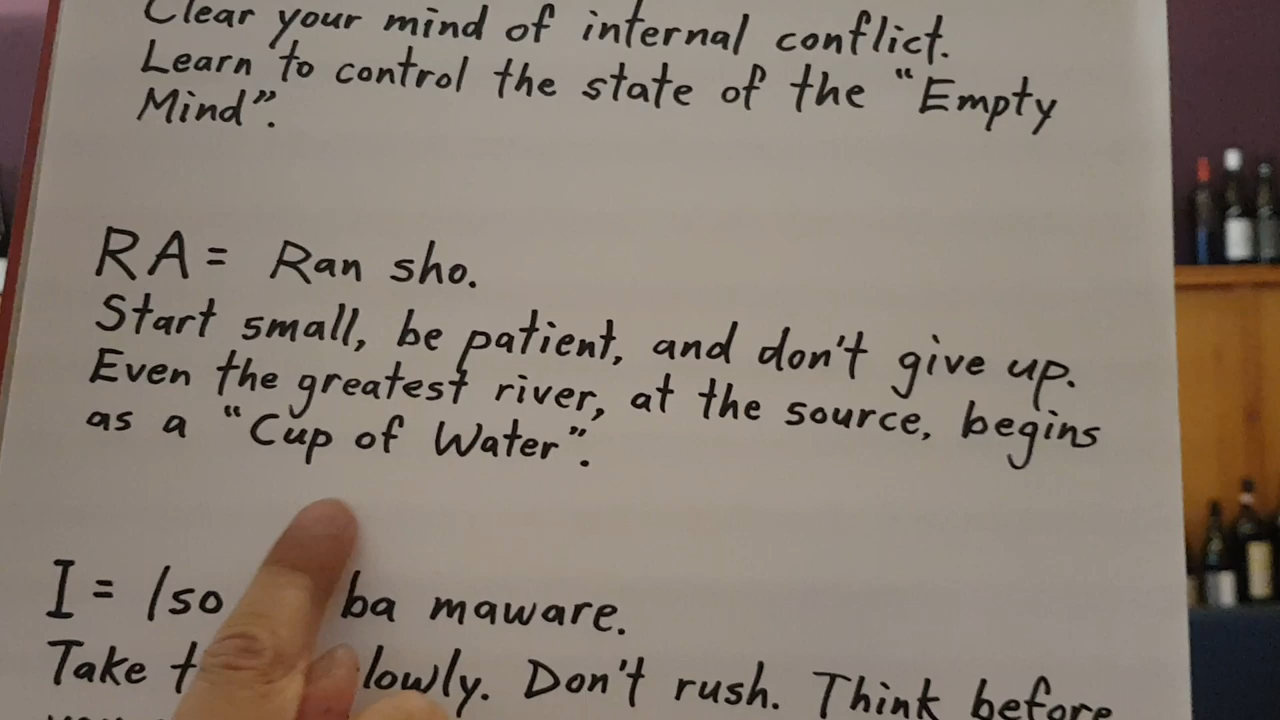 Clear your mind of internal conflict.
Learn to control the state of the "Empty
Mind".
RA = Ran sho.
Start small, be patient, and don't give up.
Even the greatest river, at the source, begins
as a "Cup of Water".
I = Iso ba maware.
Take lowly. Don't rush. Think before